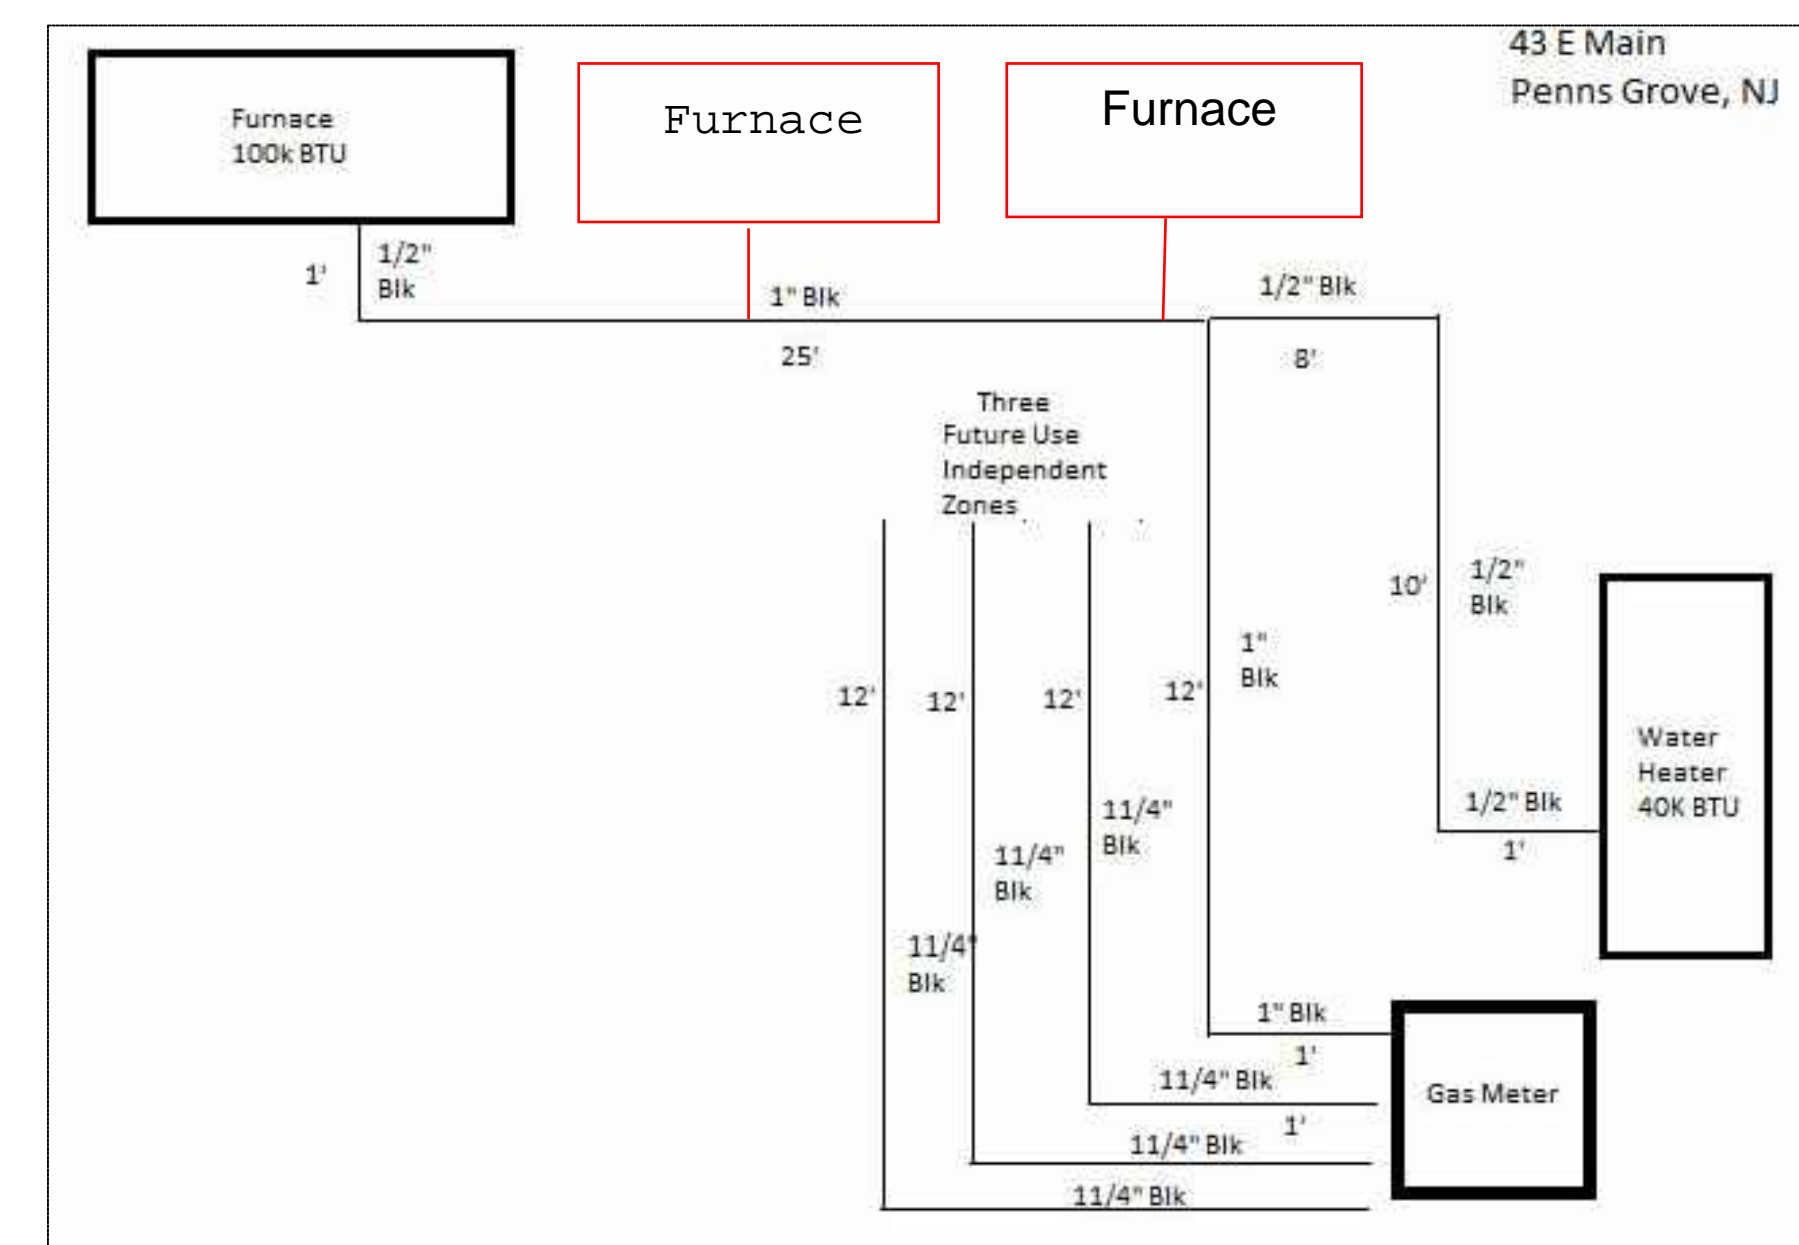 43 E Main
Penns Grove, NJ
Furnace
100k BTU
Furnace
Furnace
1'
1/2"
Blk
1" Blk
25'
1/2" Blk
8'
Three
Future Use
Independent
Zones
10'
1/2"
Blk
12'
12'
12'
12'
1"
Blk
Water
Heater
40K BTU
1/2" Blk
1'
11/4"
Blk
11/4"
Blk
11/4"
Blk
1" Blk
1'
11/4" Blk
1'
Gas Meter
11/4" Blk
11/4" Blk